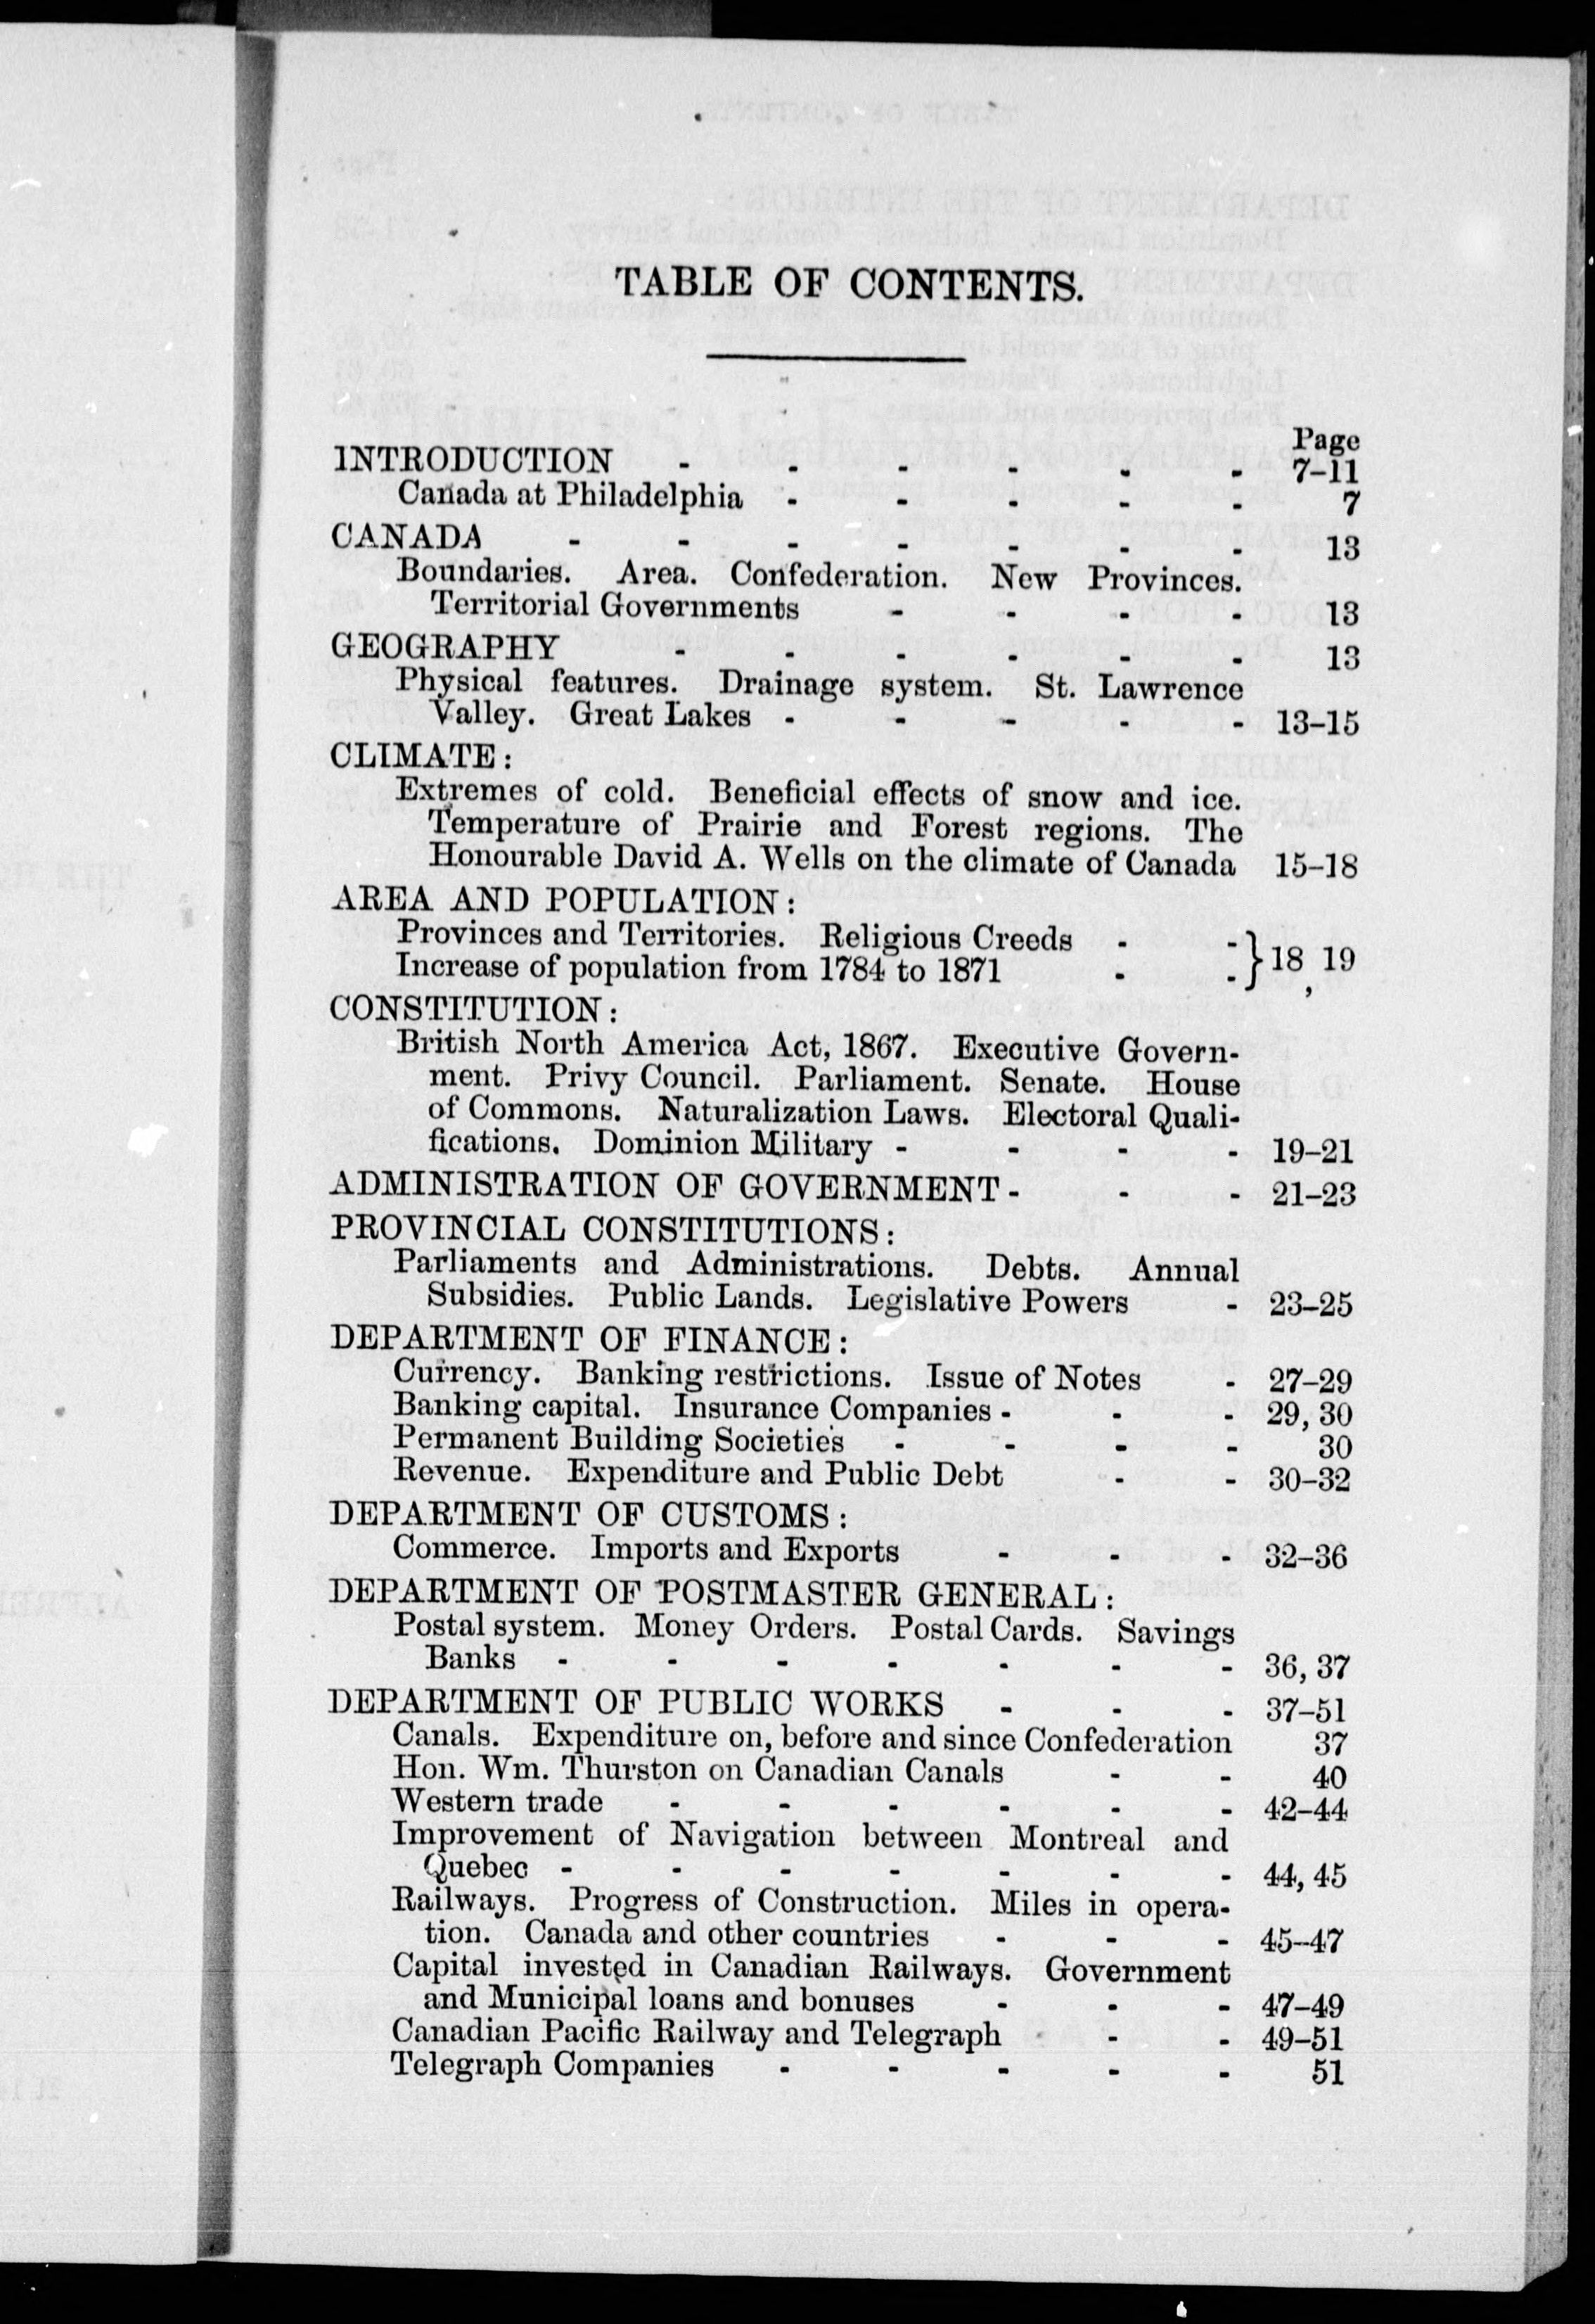 TABLE OF CONTENTS.
Page
INTRODUCTION - - - - - - 7–11
Canada at Philadelphia - - - - - 7
CANADA - - - - - - - 13
Boundaries. Area. Confederation. New Provinces.
Territorial Governments - - - - 13
GEOGRAPHY - - - - - - 13
Physical features. Drainage system. St. Lawrence
Valley. Great Lakes - - - - - 13–15
CLIMATE:
Extremes of cold. Beneficial effects of snow and ice.
Temperature of Prairie and Forest regions. The
Honourable David A. Wells on the climate of Canada 15–18
AREA AND POPULATION:
Provinces and Territories. Religious Creeds - - } 18, 19
Increase of population from 1784 to 1871 - -
CONSTITUTION:
British North America Act, 1867. Executive Govern-
ment. Privy Council. Parliament. Senate. House
of Commons. Naturalization Laws. Electoral Quali-
fications. Dominion Military - - - - 19–21
ADMINISTRATION OF GOVERNMENT - - - 21–23
PROVINCIAL CONSTITUTIONS:
Parliaments and Administrations. Debts. Annual
Subsidies. Public Lands. Legislative Powers - 23–25
DEPARTMENT OF FINANCE:
Currency. Banking restrictions. Issue of Notes - 27–29
Banking capital. Insurance Companies - - - 29, 30
Permanent Building Societies - - - - 30
Revenue. Expenditure and Public Debt - - 30–32
DEPARTMENT OF CUSTOMS:
Commerce. Imports and Exports - - - 32–36
DEPARTMENT OF POSTMASTER GENERAL:
Postal system. Money Orders. Postal Cards. Savings
Banks - - - - - - - 36, 37
DEPARTMENT OF PUBLIC WORKS - - - 37–51
Canals. Expenditure on, before and since Confederation 37
Hon. Wm. Thurston on Canadian Canals - - 40
Western trade - - - - - - 42–44
Improvement of Navigation between Montreal and
Quebec - - - - - - - 44, 45
Railways. Progress of Construction. Miles in opera-
tion. Canada and other countries - - - 45–47
Capital invested in Canadian Railways. Government
and Municipal loans and bonuses - - - 47–49
Canadian Pacific Railway and Telegraph - - 49–51
Telegraph Companies - - - - - 51